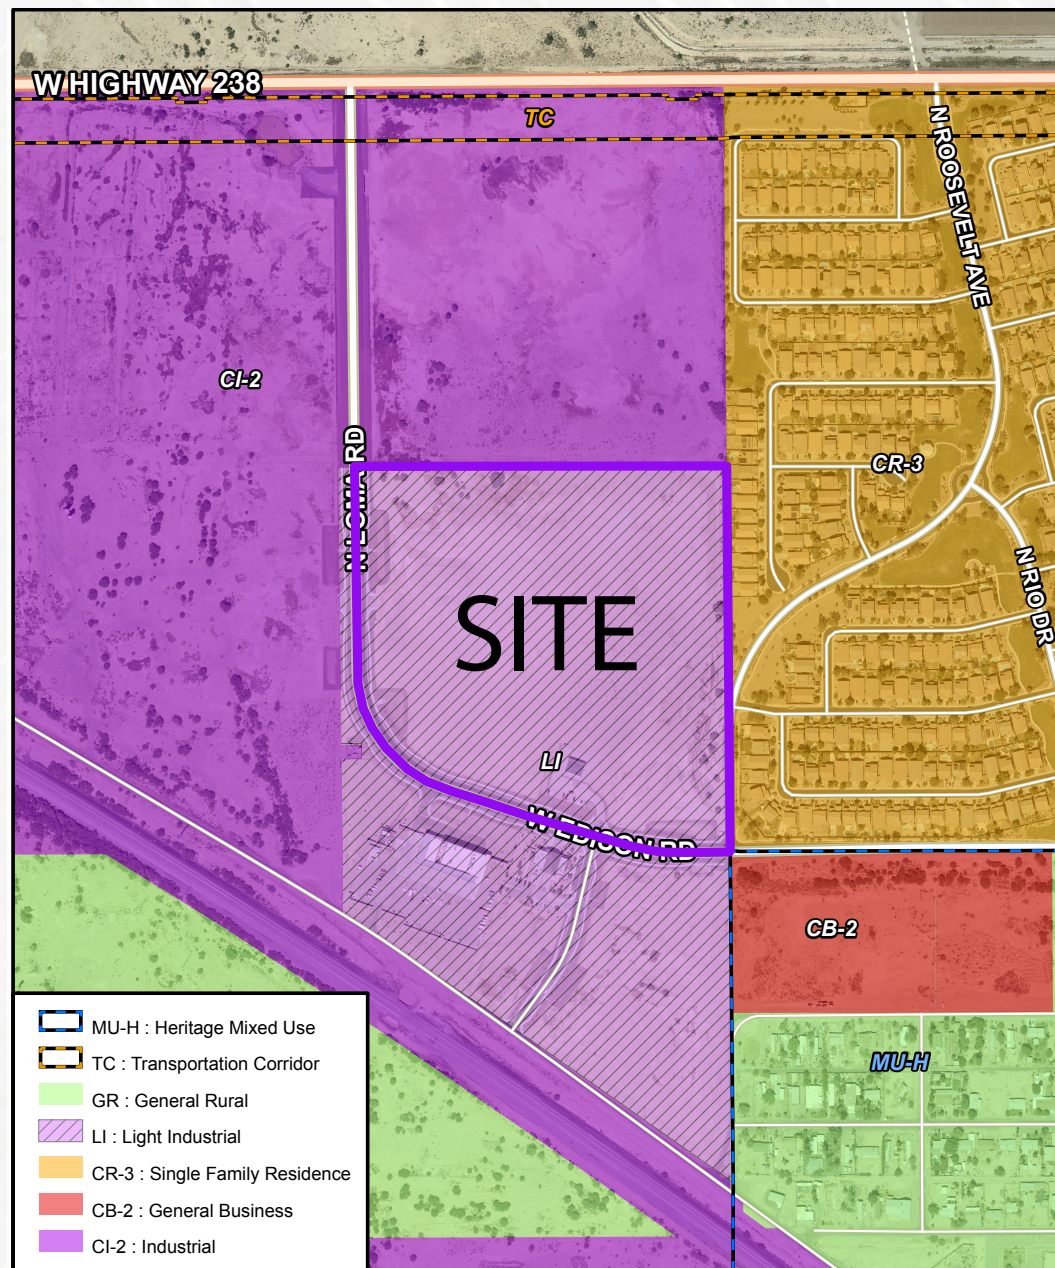 W HIGHWAY 238
TC
N ROOSEVELT AVE
CI-2
N LOMA RD
CR-3
N RIO DR
SITE
LI
W EDISON RD
CB-2
MU-H
MU-H : Heritage Mixed Use
TC : Transportation Corridor
GR : General Rural
LI : Light Industrial
CR-3 : Single Family Residence
CB-2 : General Business
CI-2 : Industrial